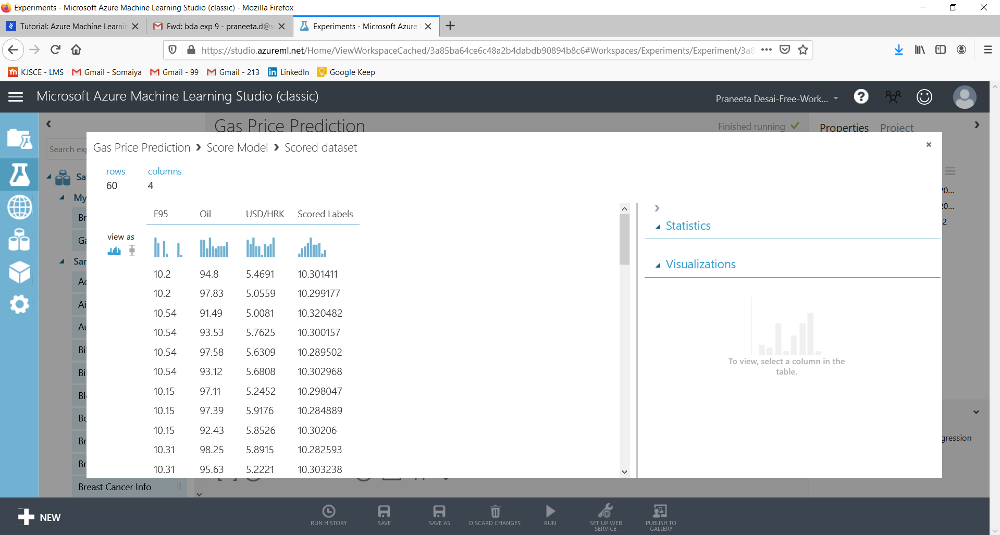 Experiments - Microsoft Azure Machine Learning Studio (classic) - Mozilla Firefox
Tutorial: Azure Machine Learnin
Fwd: bda exp 9 - praneeta.d@s
Experiments - Microsoft Azure
https://studio.azureml.net/Home/ViewWorkspaceCached/3a85ba64ce6c48a2b4dabdb90894b8c6#Workspaces/Experiments/Experiment/3a8
KJSCE - LMS
Gmail - Somaiya
Gmail - 99
Gmail - 213
LinkedIn
Google Keep
Microsoft Azure Machine Learning Studio (classic)
Praneeta Desai-Free-Work...
Gas Price Prediction
Finished running
Properties Project
Search exp
Gas Price Prediction › Score Model › Scored dataset
rows columns
60 4
E95 Oil USD/HRK Scored Labels
view as
10.2 94.8 5.4691 10.301411
10.2 97.83 5.0559 10.299177
10.54 91.49 5.0081 10.320482
10.54 93.53 5.7625 10.300157
10.54 97.58 5.6309 10.289502
10.54 93.12 5.6808 10.302968
10.15 97.11 5.2452 10.298047
10.15 97.39 5.9176 10.284889
10.15 92.43 5.8526 10.30206
10.31 98.25 5.8915 10.282593
10.31 95.63 5.2221 10.303238
Statistics
Visualizations
To view, select a column in the
table.
Sa
My
Br
Ga
Sar
Ac
Ai
Au
Bil
Bi
Bl
Bo
Br
Br
Breast Cancer Info
20...
20...
2
gression
NEW
RUN HISTORY
SAVE
SAVE AS
DISCARD CHANGES
RUN
SET UP WEB
SERVICE
PUBLISH TO
GALLERY